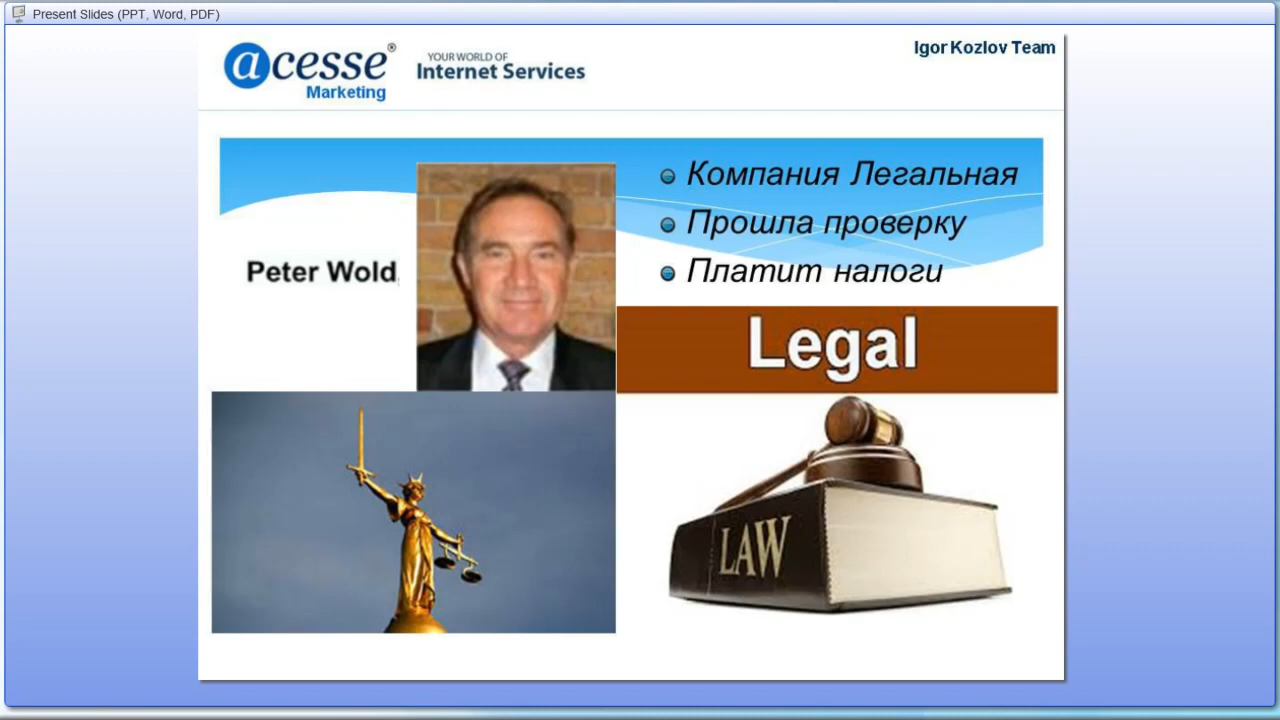 Present Slides (PPT, Word, PDF)
acesse®
Marketing
YOUR WORLD OF
Internet Services
Igor Kozlov Team
Peter Wold
Компания Легальная
Прошла проверку
Платит налоги
Legal
LAW